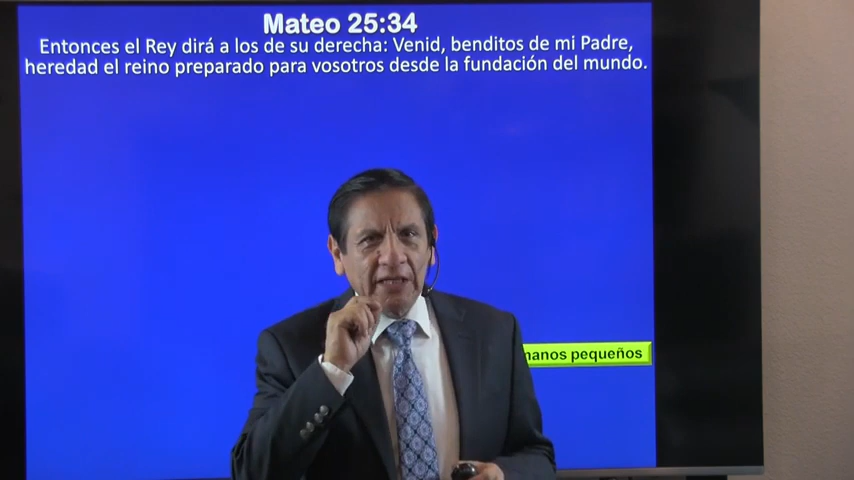 Mateo 25:34
Entonces el Rey dirá a los de su derecha: Venid, benditos de mi Padre,
heredad el reino preparado para vosotros desde la fundación del mundo.
pequeños